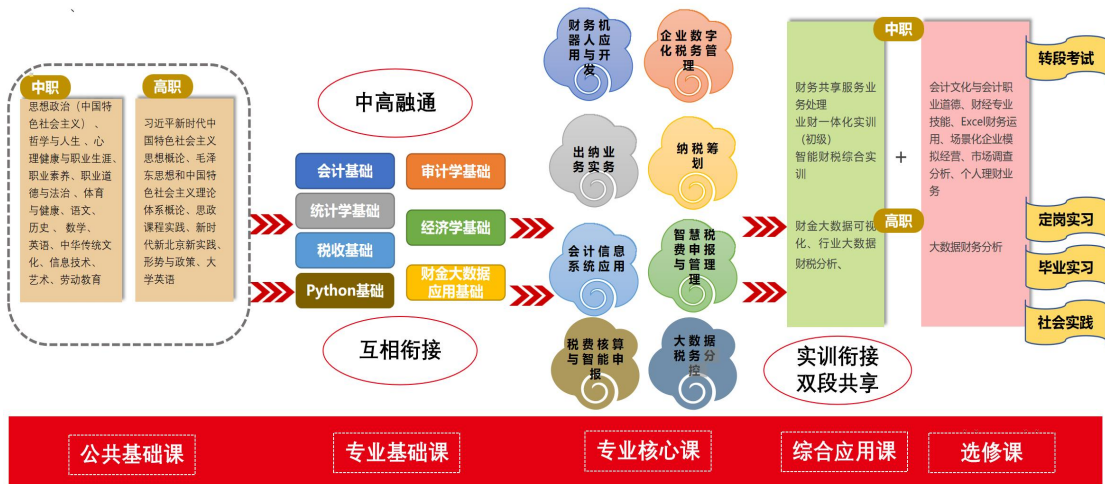 、
中职
思想政治（中国特
色社会主义）、
哲学与人生、心
理健康与职业生涯、
职业素养、职业道
德与法治、体育
与健康、语文、
历史、数学、
英语、中华传统文
化、信息技术、
艺术、劳动教育
高职
习近平新时代中
国特色社会主义
思想概论、毛泽
东思想和中国特
色社会主义理论
体系概论、思政
课程实践、新时
代新北京新实践、
形势与政策、大
学英语
中高融通
会计基础
审计学基础
统计学基础
经济学基础
税收基础
Python基础
财金大数据
应用基础
互相衔接
财务机
器人应
用与开
发
企业数字
化税务管
理
出纳业
务实务
纳税筹
划
会计信息
系统应用
智慧税
费申报
与管理
税费核算
与智能申
报
大数据
税务分
控
中职
财务共享服务业
务处理
业财一体化实训
（初级）
智能财税综合实
训
+
会计文化与会计职
业道德、财经专业
技能、Excel财务运
用、场景化企业模
拟经营、市场调查
分析、个人理财业
务
高职
财金大数据可视
化、行业大数据
财税分析、
大数据财务分析
转段考试
定岗实习
毕业实习
社会实践
实训衔接
双段共享
公共基础课
专业基础课
专业核心课
综合应用课
选修课